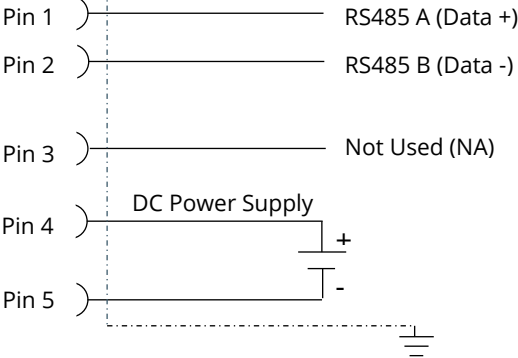 Pin 1 RS485 A (Data +)
Pin 2 RS485 B (Data -)
Pin 3 Not Used (NA)
DC Power Supply
Pin 4
+
-
Pin 5